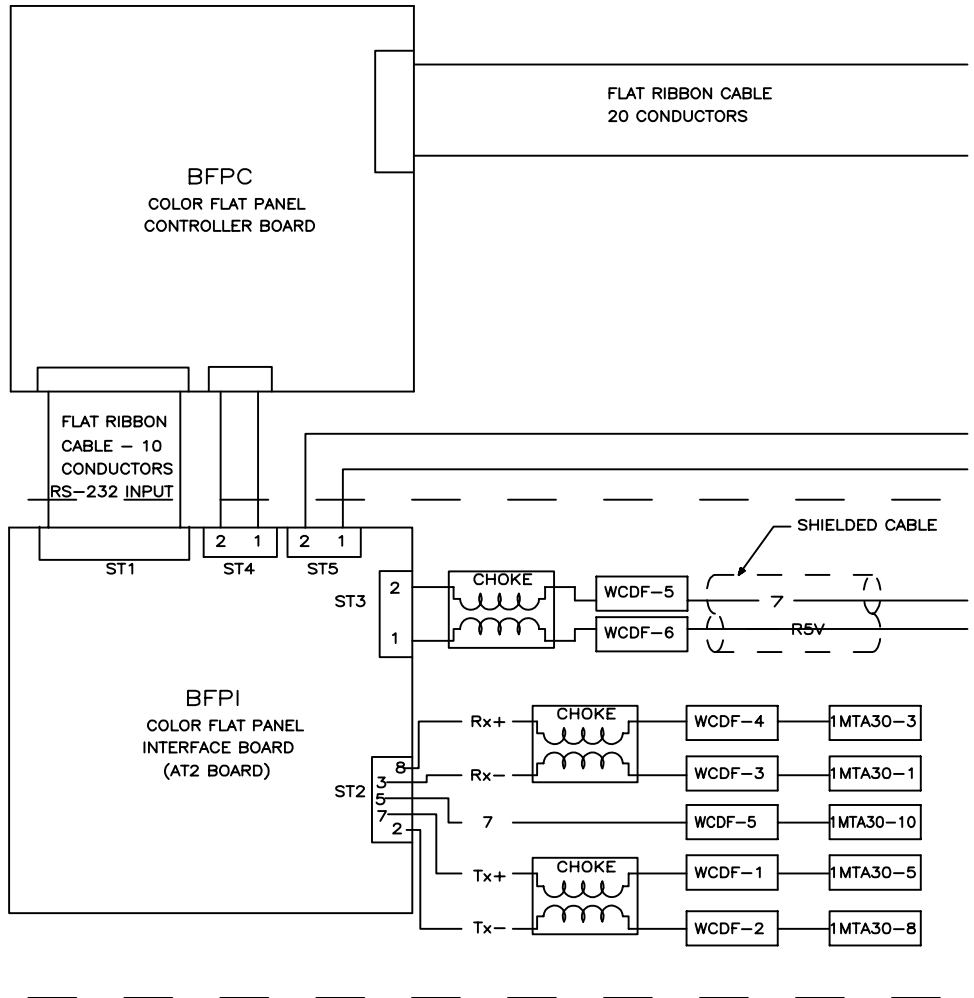 FLAT RIBBON CABLE
20 CONDUCTORS
BFPC
COLOR FLAT PANEL
CONTROLLER BOARD
FLAT RIBBON
CABLE - 10
CONDUCTORS
RS-232 INPUT
SHIELDED CABLE
2 1 2 1
ST1 ST4 ST5
ST3
2
1
CHOKE
WCDF-5
7
WCDF-6
R5V
BFPI
COLOR FLAT PANEL
INTERFACE BOARD
(AT2 BOARD)
ST2
8
3
5
7
2
Rx+ CHOKE WCDF-4 1MTA30-3
Rx- WCDF-3 1MTA30-1
7 WCDF-5 1MTA30-10
Tx+ CHOKE WCDF-1 1MTA30-5
Tx- WCDF-2 1MTA30-8